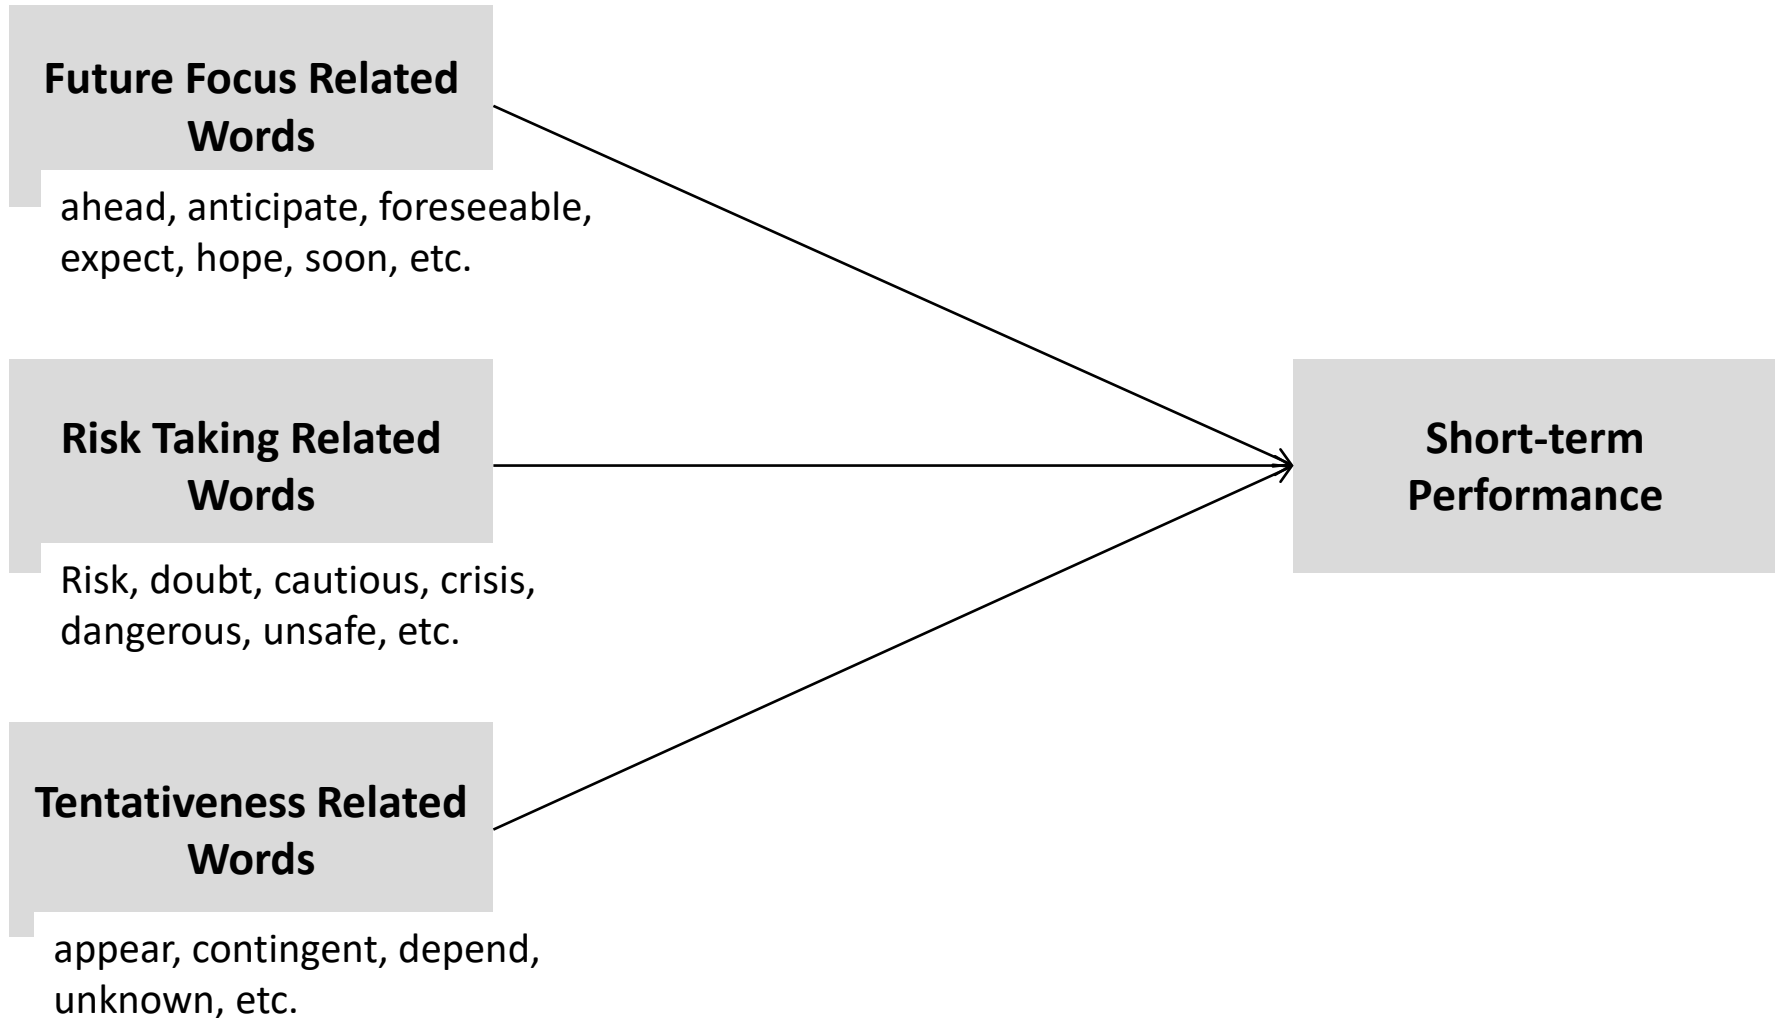 Future Focus Related
Words
ahead, anticipate, foreseeable,
expect, hope, soon, etc.
Risk Taking Related
Words
Risk, doubt, cautious, crisis,
dangerous, unsafe, etc.
Tentativeness Related
Words
appear, contingent, depend,
unknown, etc.
Short-term
Performance